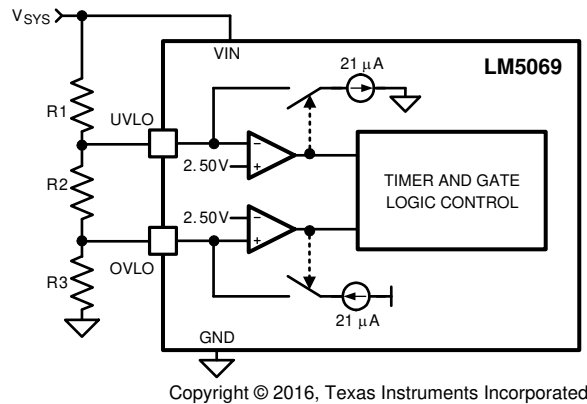 VSYS
VIN
LM5069
21 μA
R1
UVLO
2.50V
R2
TIMER AND GATE
LOGIC CONTROL
2.50V
OVLO
R3
21 μA
GND
Copyright © 2016, Texas Instruments Incorporated